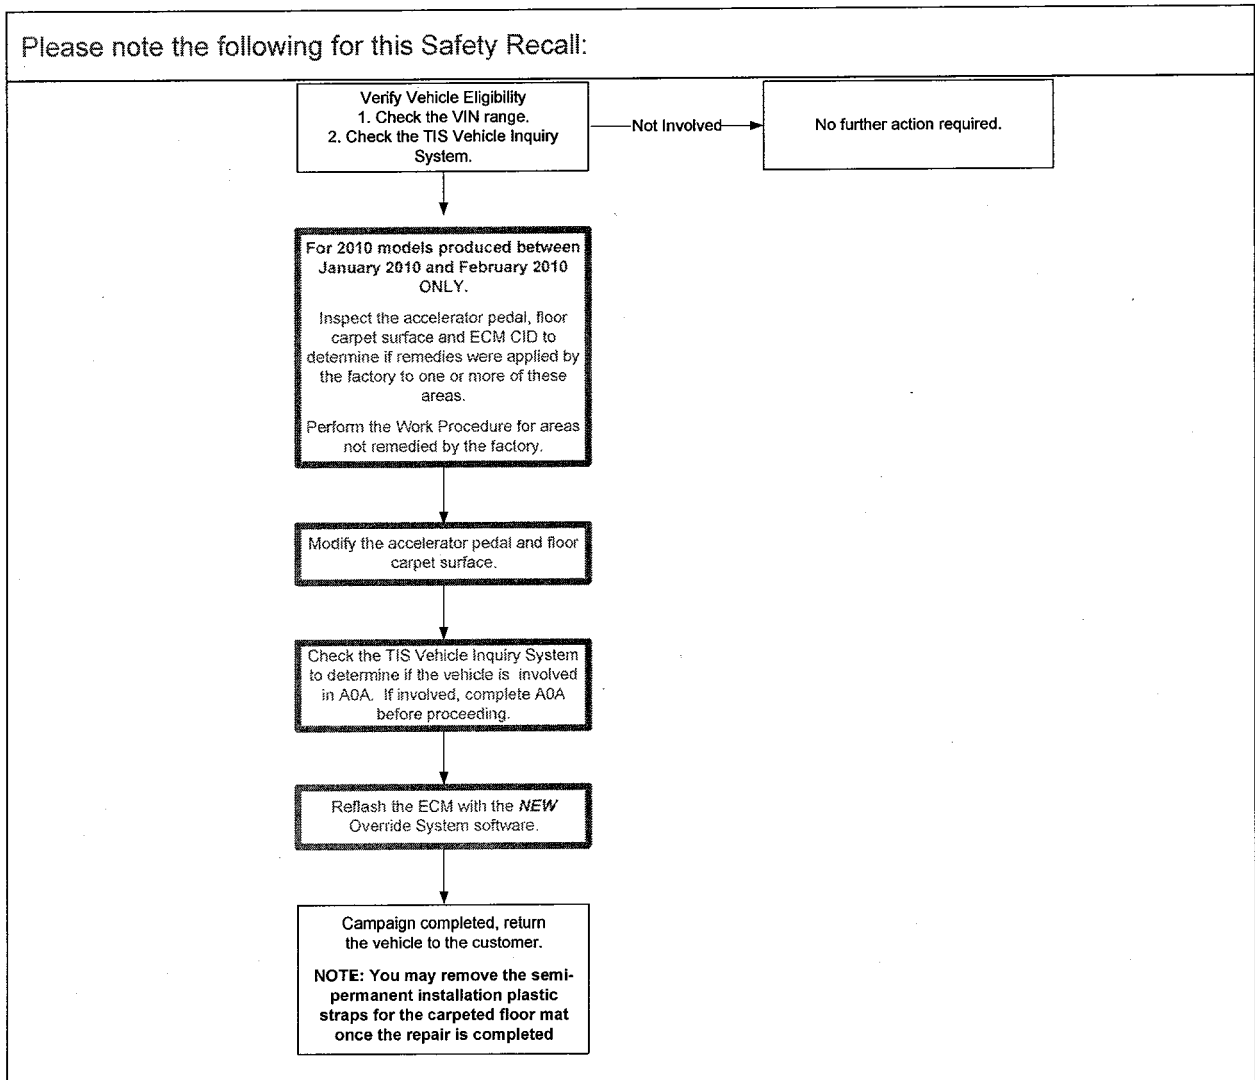 Please note the following for this Safety Recall:
Verify Vehicle Eligibility
1. Check the VIN range.
2. Check the TIS Vehicle Inquiry
System.
Not Involved
No further action required.
For 2010 models produced between
January 2010 and February 2010
ONLY.
Inspect the accelerator pedal, floor
carpet surface and ECM CID to
determine if remedies were applied by
the factory to one or more of these
areas.
Perform the Work Procedure for areas
not remedied by the factory.
Modify the accelerator pedal and floor
carpet surface.
Check the TIS Vehicle Inquiry System
to determine if the vehicle is involved
in A0A. If involved, complete A0A
before proceeding.
Reflash the ECM with the NEW
Override System software.
Campaign completed, return
the vehicle to the customer.
NOTE: You may remove the semi-
permanent installation plastic
straps for the carpeted floor mat
once the repair is completed